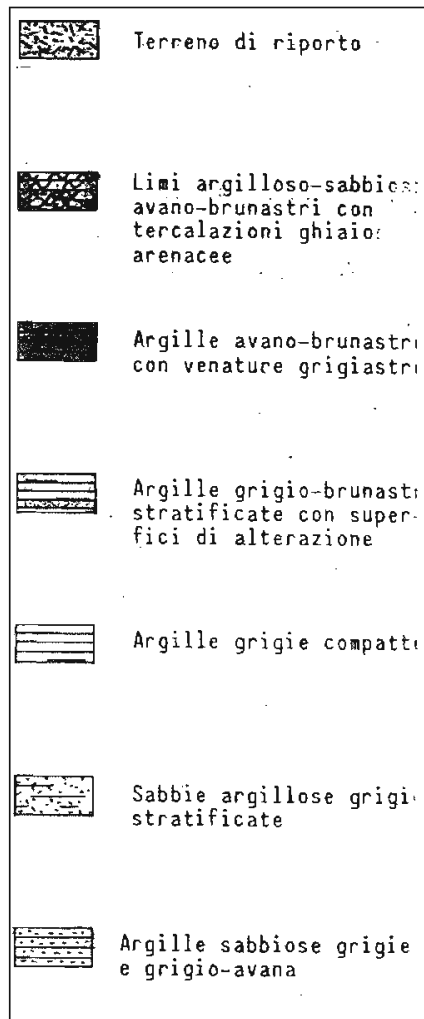 Terreno di riporto
Limi argilloso-sabbios
avano-brunastri con
tercalazioni ghiaio
arenacee
Argille avano-brunastr
con venature grigiastr
Argille grigio-brunast
stratificate con super-
fici di alterazione
Argille grigie compatt
Sabbie argillose grigi
stratificate
Argille sabbiose grigie
e grigio-avana